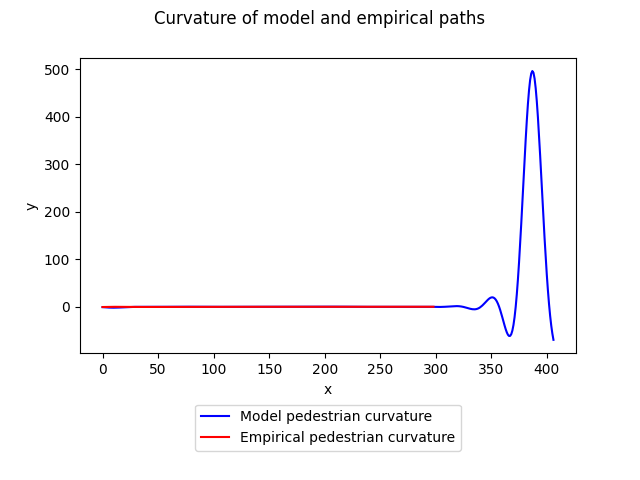 Curvature of model and empirical paths
500
400
300
200
100
0
y
0 50 100 150 200 250 300 350 400
x
Model pedestrian curvature
Empirical pedestrian curvature